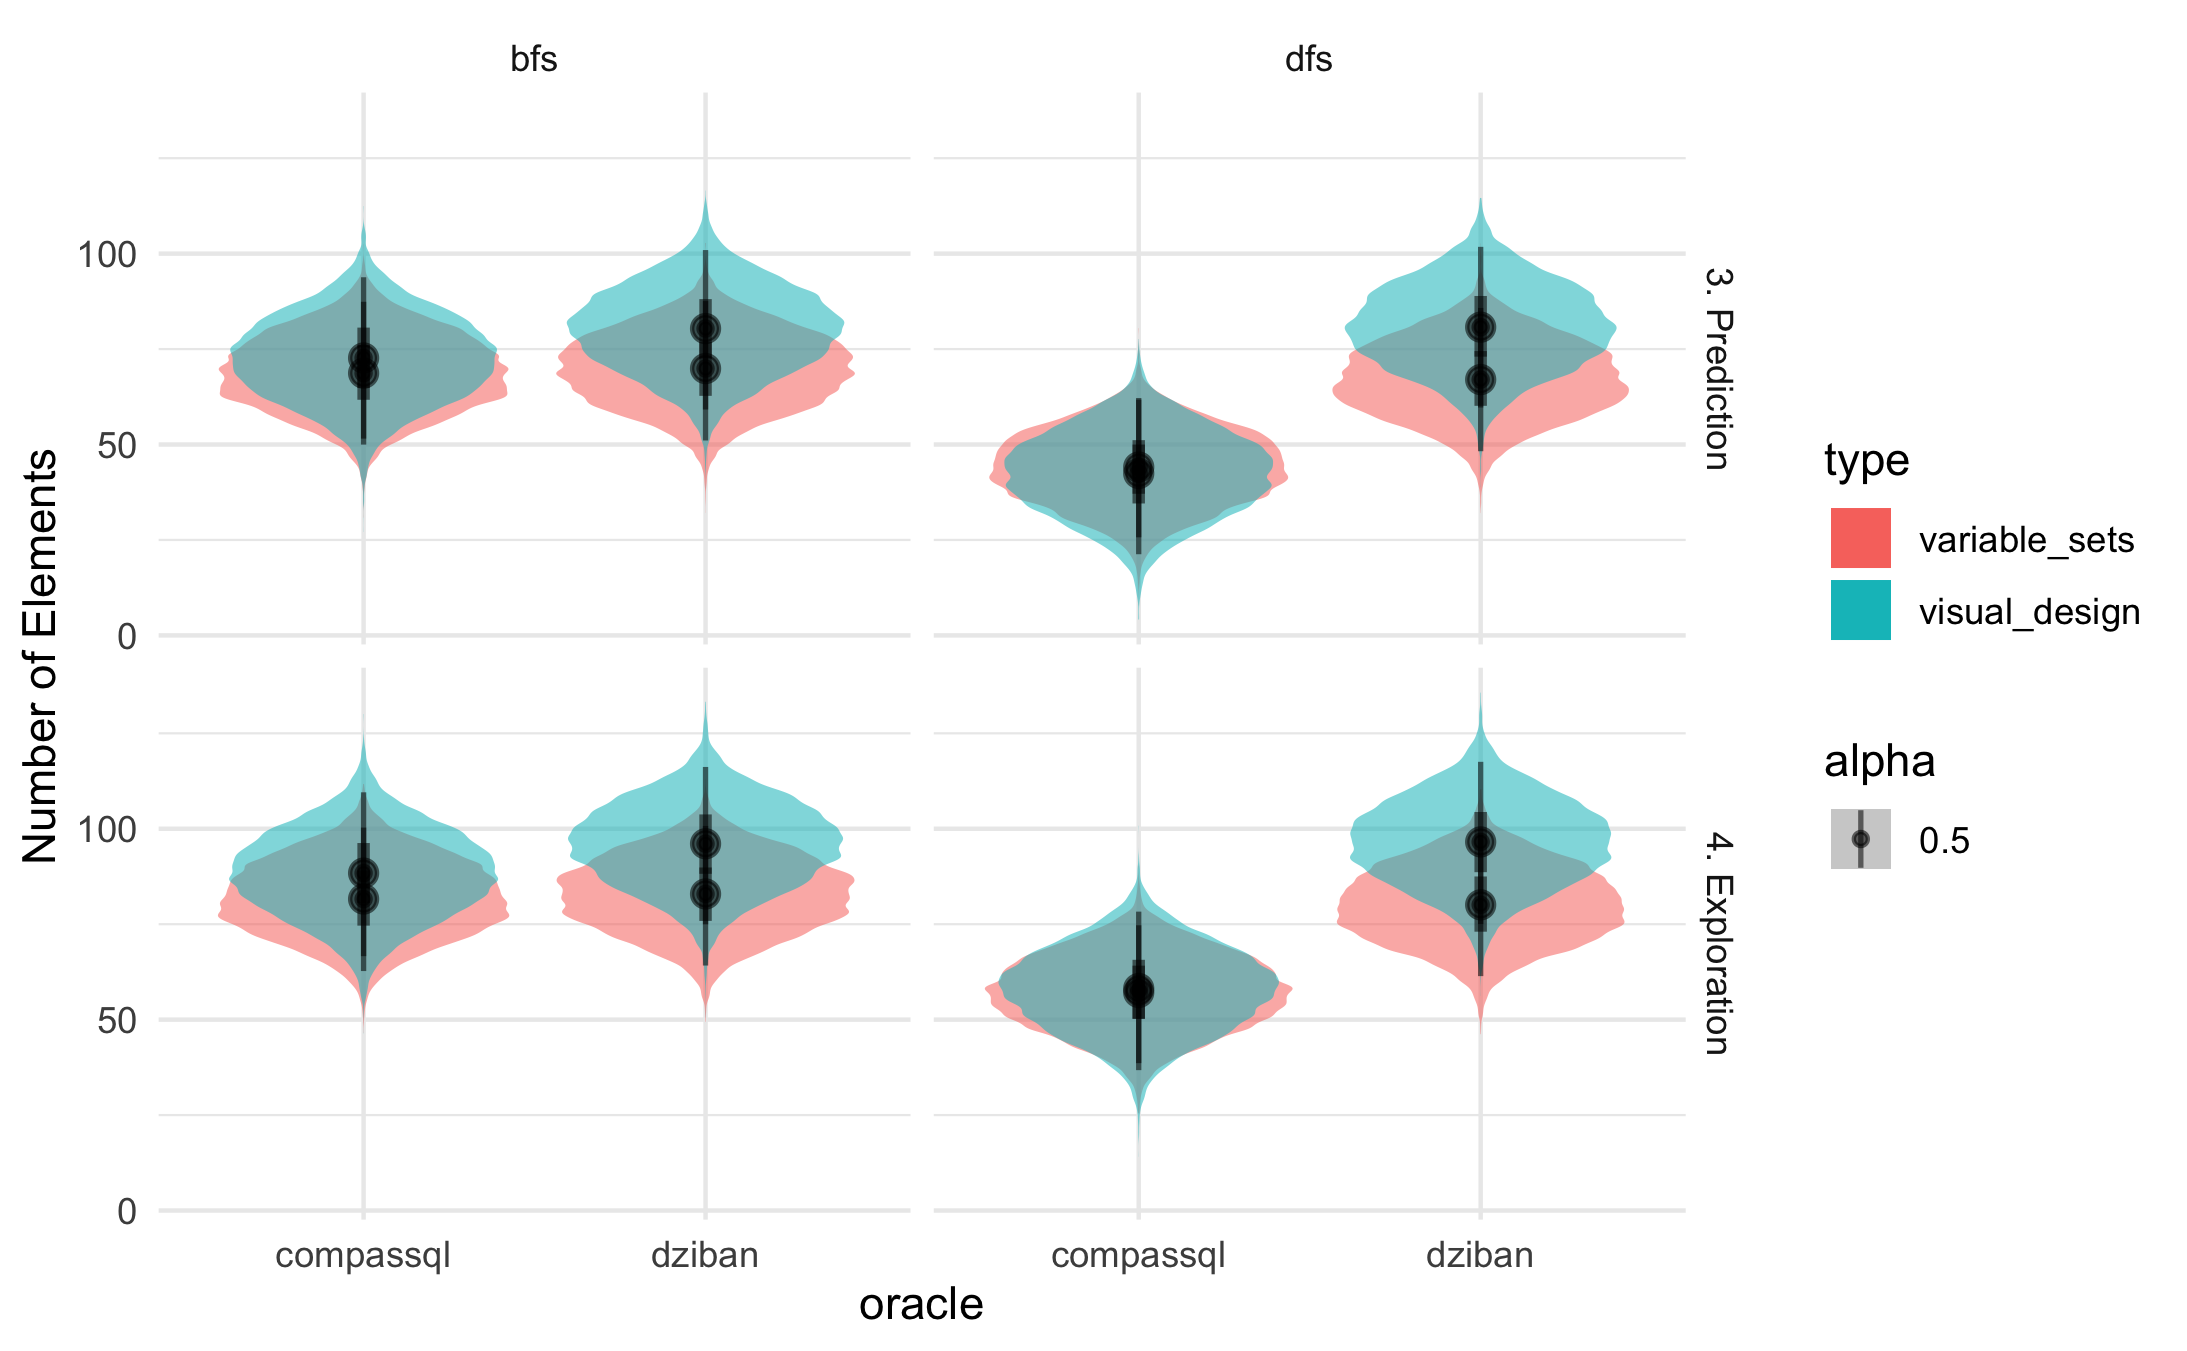 bfs
dfs
100
50
0
3. Prediction
100
50
0
4. Exploration
Number of Elements
compassql
dziban
compassql
dziban
oracle
type
variable_sets
visual_design
alpha
0.5